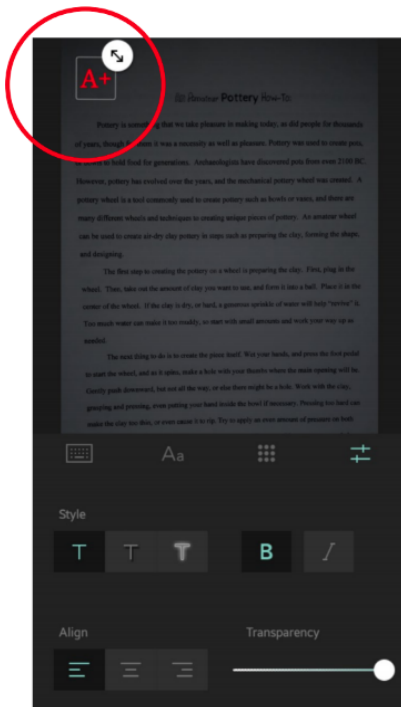 A+
An Amateur Pottery How-To
Pottery is something that we take pleasure in making today, as did people for thousands
of years, though it was a necessity as well as pleasure. Pottery was used to create pots,
to hold food for generations. Archaeologists have discovered pots from over 2100 BC.
However, pottery has evolved over the years, and the mechanical pottery wheel was created. A
pottery wheel is a tool commonly used to create pottery such as bowls or vases, and there are
many different wheels and techniques to creating unique pieces of pottery. An amateur wheel
can be used to create air-dry clay pottery in steps such as preparing the clay, forming the shape,
and designing.
The first step to creating the pottery on a wheel is preparing the clay. First, plug in the
wheel. Then, take out the amount of clay you want to use, and form it into a ball. Place it in the
center of the wheel. If the clay is dry, or hard, a generous sprinkle of water will help "revive" it.
Too much water can make it too muddy, so start with small amounts and work your way up as
needed.
The next thing to do is to create the piece itself. Wet your hands, and press the foot pedal
to start the wheel, and as it spins, make a hole with your thumbs where the main opening will be.
Gently push downward, but not all the way, or else there might be a hole. Work with the clay,
grasping and pressing, even putting your hand inside the bowl if necessary. Pressing too hard can
make the clay too thin, or even cause it to rip. Try to apply an even amount of pressure on both
Aa
Style
T T T B I
Align Transparency